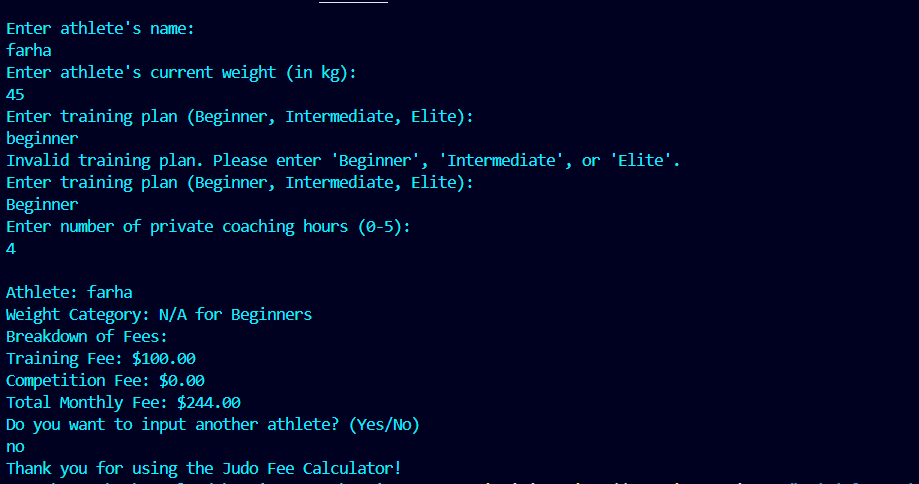 Enter athlete's name:
farha
Enter athlete's current weight (in kg):
45
Enter training plan (Beginner, Intermediate, Elite):
beginner
Invalid training plan. Please enter 'Beginner', 'Intermediate', or 'Elite'.
Enter training plan (Beginner, Intermediate, Elite):
Beginner
Enter number of private coaching hours (0-5):
4
Athlete: farha
Weight Category: N/A for Beginners
Breakdown of Fees:
Training Fee: $100.00
Competition Fee: $0.00
Total Monthly Fee: $244.00
Do you want to input another athlete? (Yes/No)
no
Thank you for using the Judo Fee Calculator!